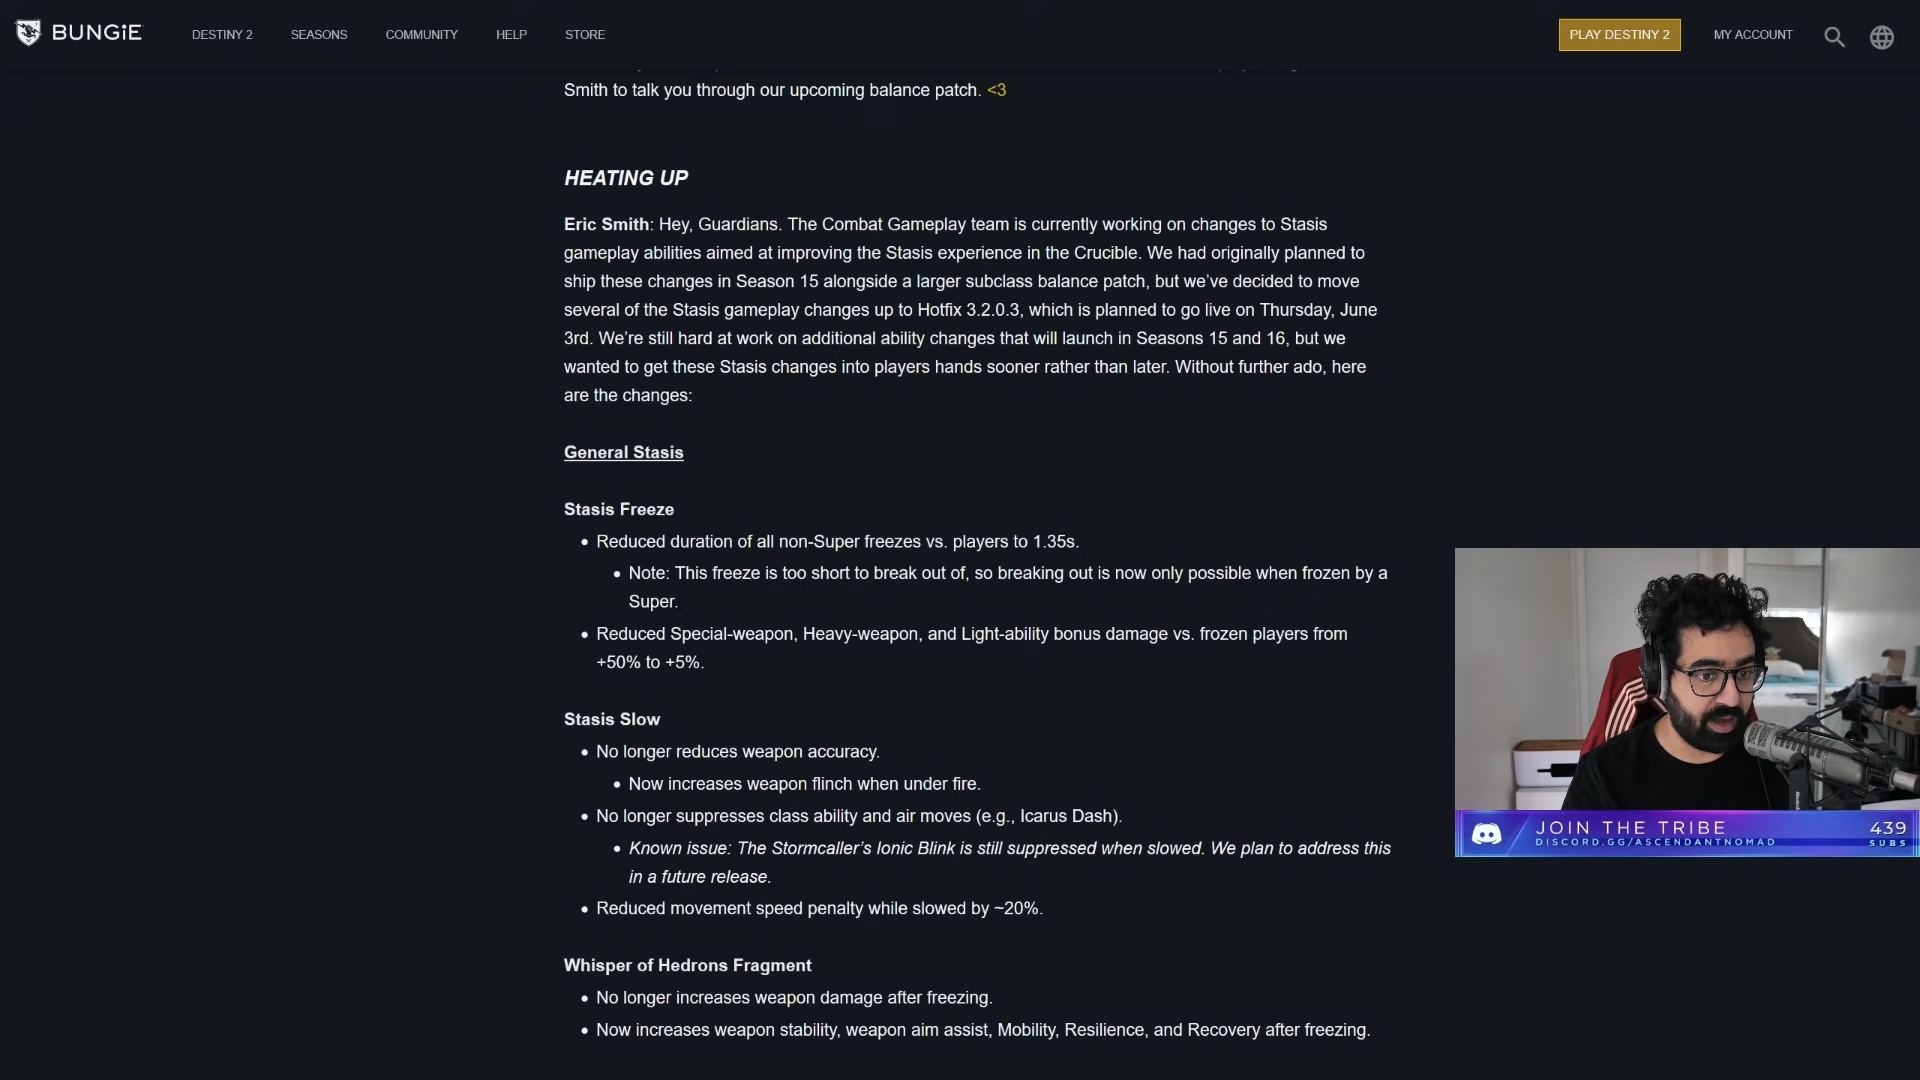 BUNGiE
DESTINY 2
SEASONS
COMMUNITY
HELP
STORE
PLAY DESTINY 2
MY ACCOUNT
Smith to talk you through our upcoming balance patch. <3
HEATING UP
Eric Smith: Hey, Guardians. The Combat Gameplay team is currently working on changes to Stasis
gameplay abilities aimed at improving the Stasis experience in the Crucible. We had originally planned to
ship these changes in Season 15 alongside a larger subclass balance patch, but we’ve decided to move
several of the Stasis gameplay changes up to Hotfix 3.2.0.3, which is planned to go live on Thursday, June
3rd. We’re still hard at work on additional ability changes that will launch in Seasons 15 and 16, but we
wanted to get these Stasis changes into players hands sooner rather than later. Without further ado, here
are the changes:
General Stasis
Stasis Freeze
• Reduced duration of all non-Super freezes vs. players to 1.35s.
• Note: This freeze is too short to break out of, so breaking out is now only possible when frozen by a
Super.
• Reduced Special-weapon, Heavy-weapon, and Light-ability bonus damage vs. frozen players from
+50% to +5%.
Stasis Slow
• No longer reduces weapon accuracy.
• Now increases weapon flinch when under fire.
• No longer suppresses class ability and air moves (e.g., Icarus Dash).
• Known issue: The Stormcaller’s Ionic Blink is still suppressed when slowed. We plan to address this
in a future release.
• Reduced movement speed penalty while slowed by ~20%.
Whisper of Hedrons Fragment
• No longer increases weapon damage after freezing.
• Now increases weapon stability, weapon aim assist, Mobility, Resilience, and Recovery after freezing.
JOIN THE TRIBE
DISCORD.GG/ASCENDANTNOMAD
439
SUBS